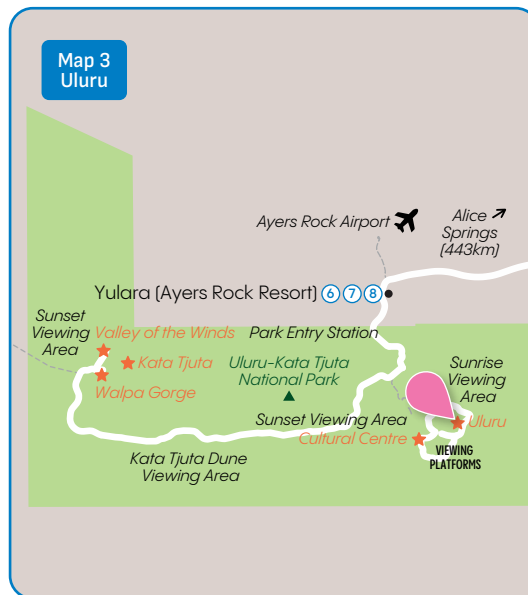 Map 3
Uluru
Ayers Rock Airport
Alice
Springs
(443km)
Yulara (Ayers Rock Resort) 6 7 8
Park Entry Station
Sunset
Viewing
Area
Valley of the Winds
Kata Tjuta
Walpa Gorge
Uluru-Kata Tjuta
National Park
Sunrise
Viewing
Area
Sunset Viewing Area
Uluru
Cultural Centre
VIEWING
PLATFORMS
Kata Tjuta Dune
Viewing Area